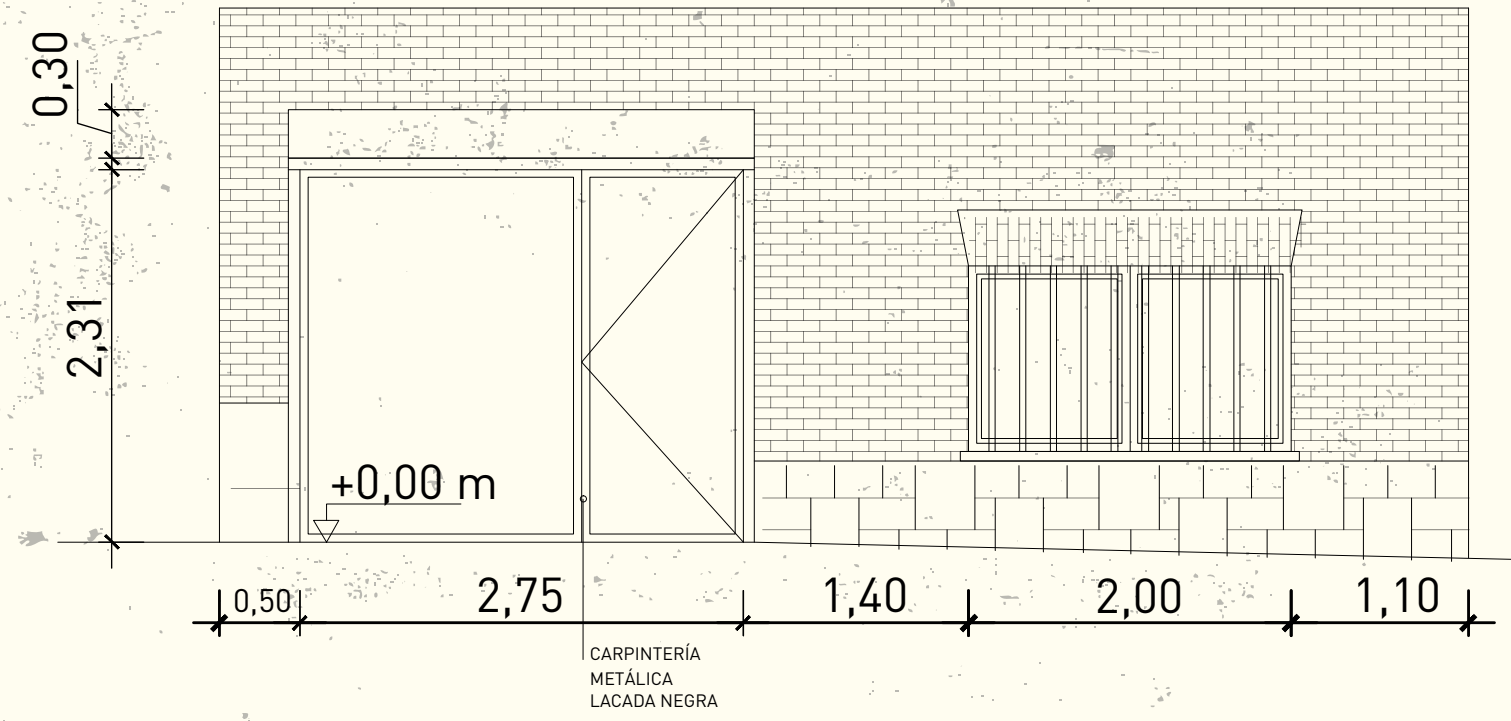 0,30
2,31
+0,00 m
0,50
2,75
1,40
2,00
1,10
CARPINTERÍA
METÁLICA
LACADA NEGRA